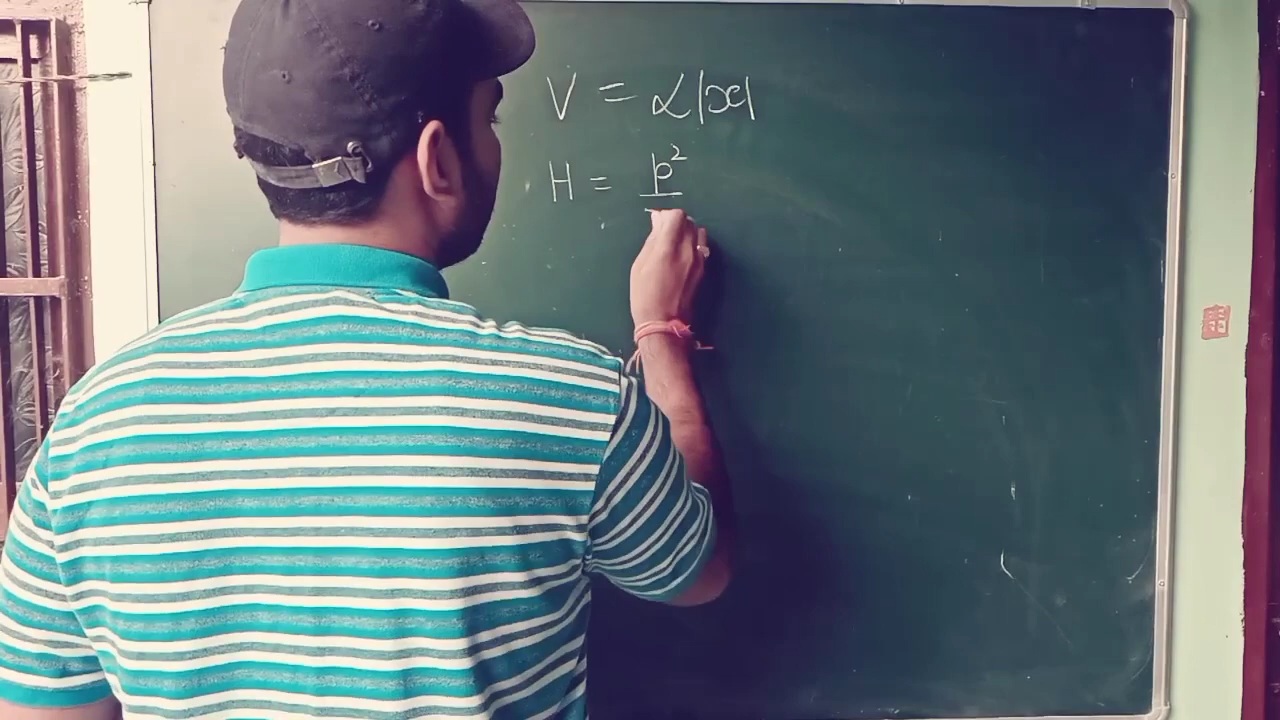 V = α|x|
H = p²